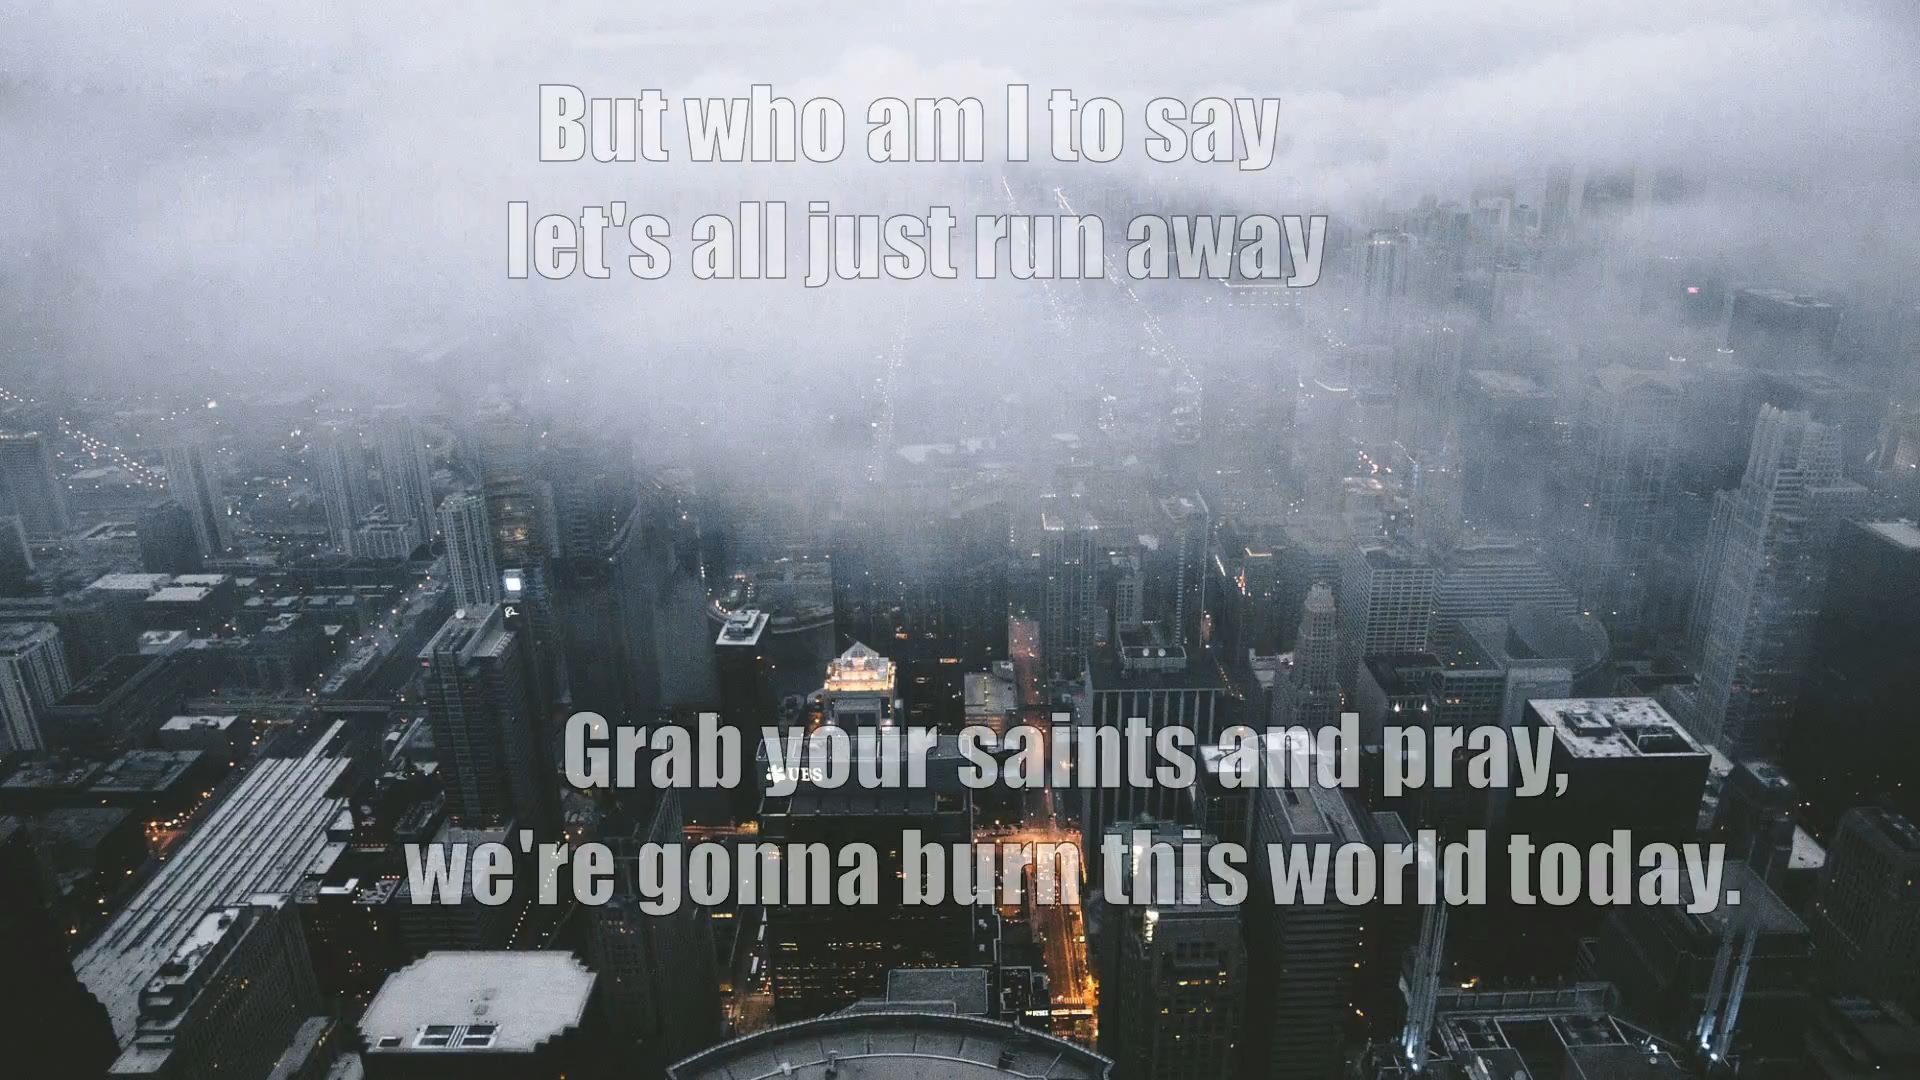 But who am I to say
let's all just run away
UBS
Grab your saints and pray,
we're gonna burn this world today.